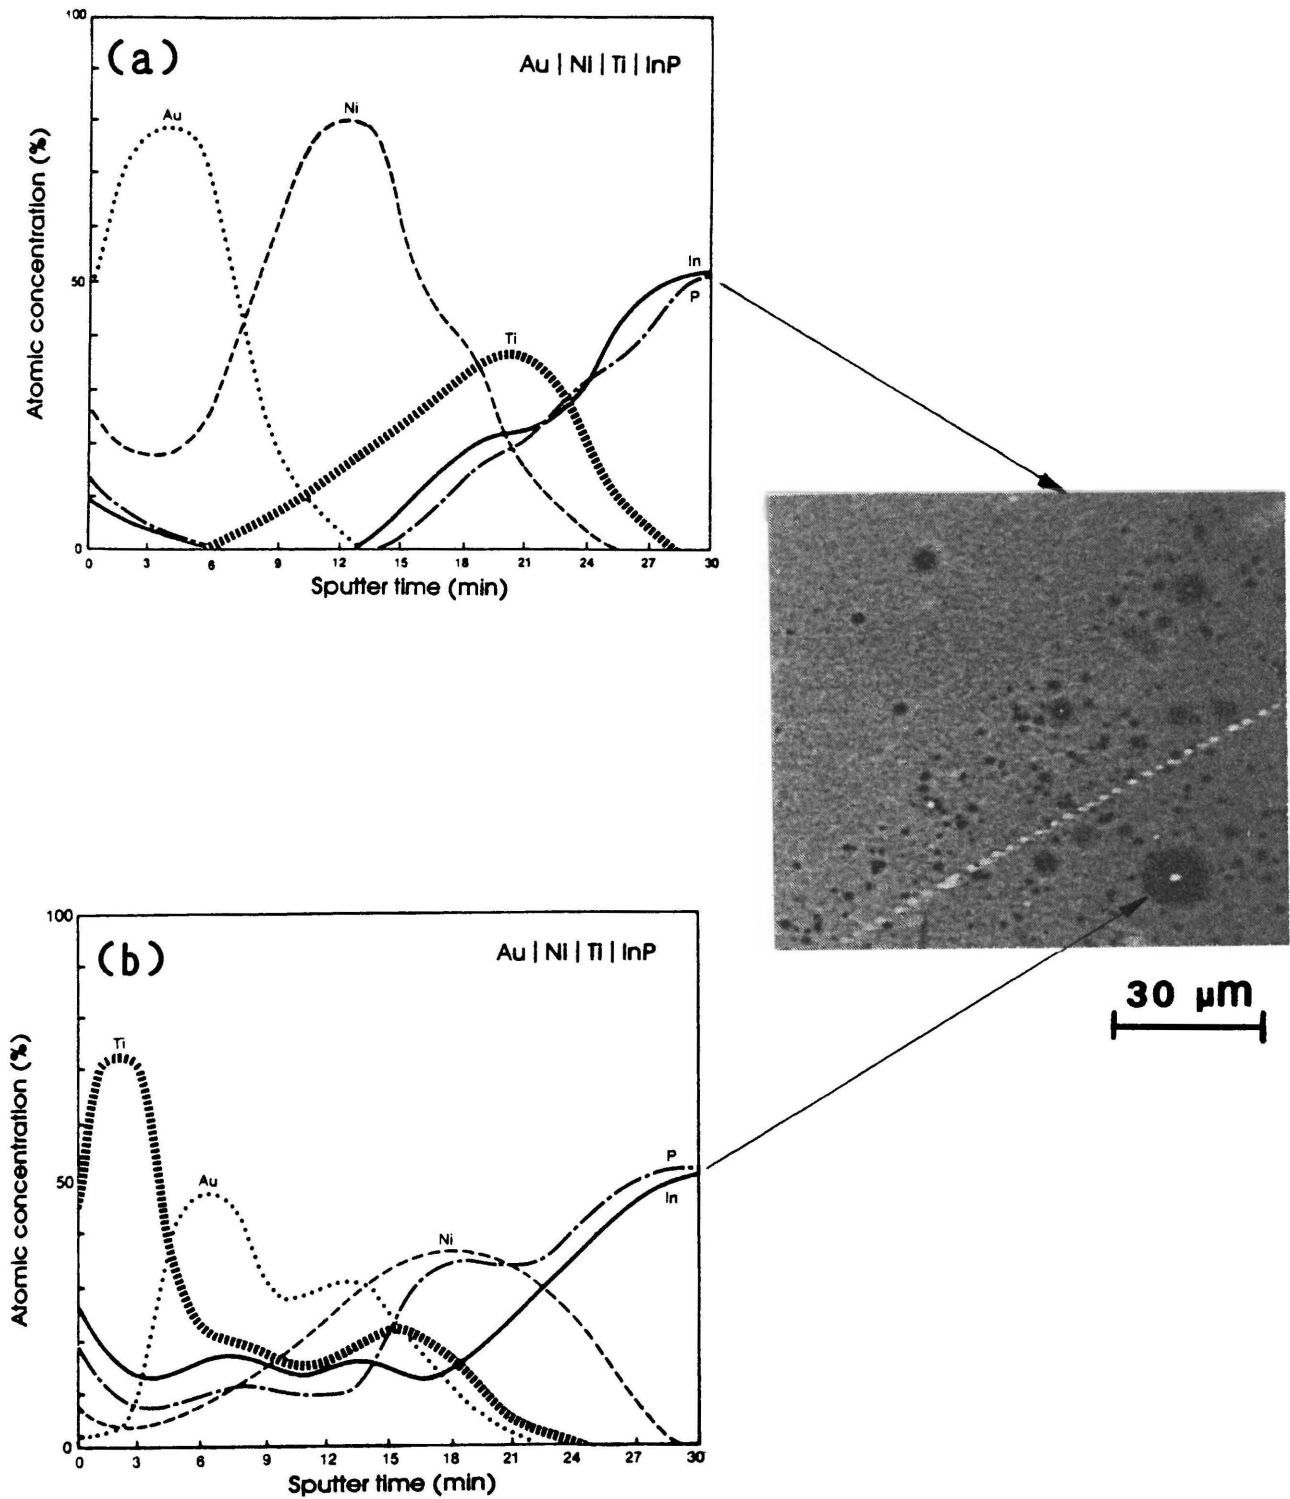 100
(a)
Au | Ni | Ti | InP
Au
Ni
Atomic concentration (%)
50
In
P
Ti
0
0 3 6 9 12 15 18 21 24 27 30
Sputter time (min)
30 µm
100
(b)
Au | Ni | Ti | InP
Ti
Atomic concentration (%)
50
Au
P
In
Ni
0
0 3 6 9 12 15 18 21 24 27 30
Sputter time (min)